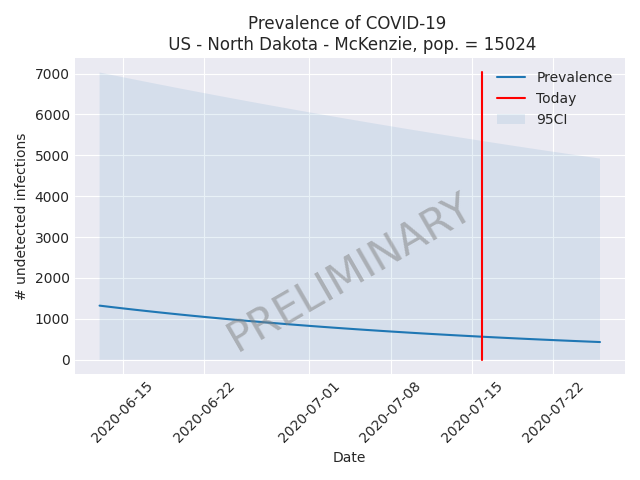 Prevalence of COVID-19
US - North Dakota - McKenzie, pop. = 15024
7000
6000
5000
4000
3000
2000
1000
0
# undetected infections
Prevalence
Today
95CI
PRELIMINARY
2020-06-15
2020-06-22
2020-07-01
2020-07-08
2020-07-15
2020-07-22
Date